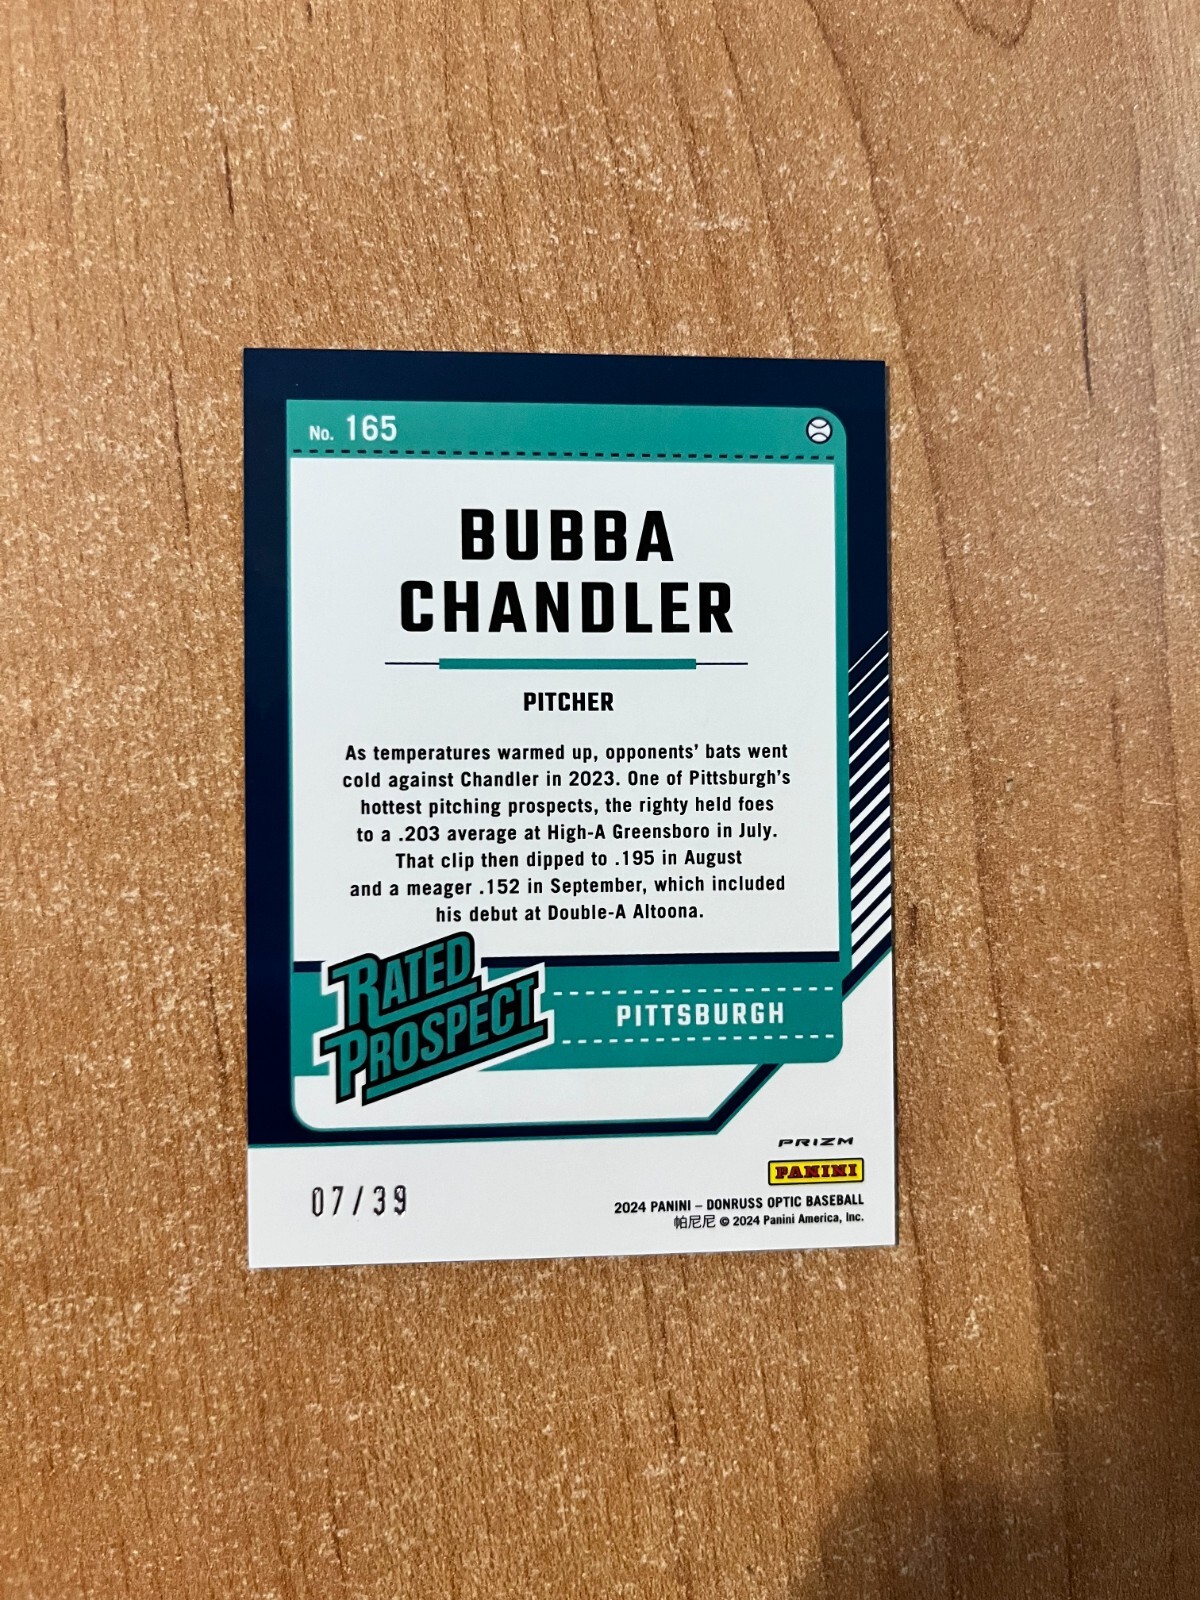 No. 165
BUBBA
CHANDLER
PITCHER
As temperatures warmed up, opponents' bats went
cold against Chandler in 2023. One of Pittsburgh's
hottest pitching prospects, the righty held foes
to a .203 average at High-A Greensboro in July.
That clip then dipped to .195 in August
and a meager .152 in September, which included
his debut at Double-A Altoona.
RATED
PROSPECT
PITTSBURGH
PRIZM
PANINI
07/39
2024 PANINI – DONRUSS OPTIC BASEBALL
帕尼尼 © 2024 Panini America, Inc.